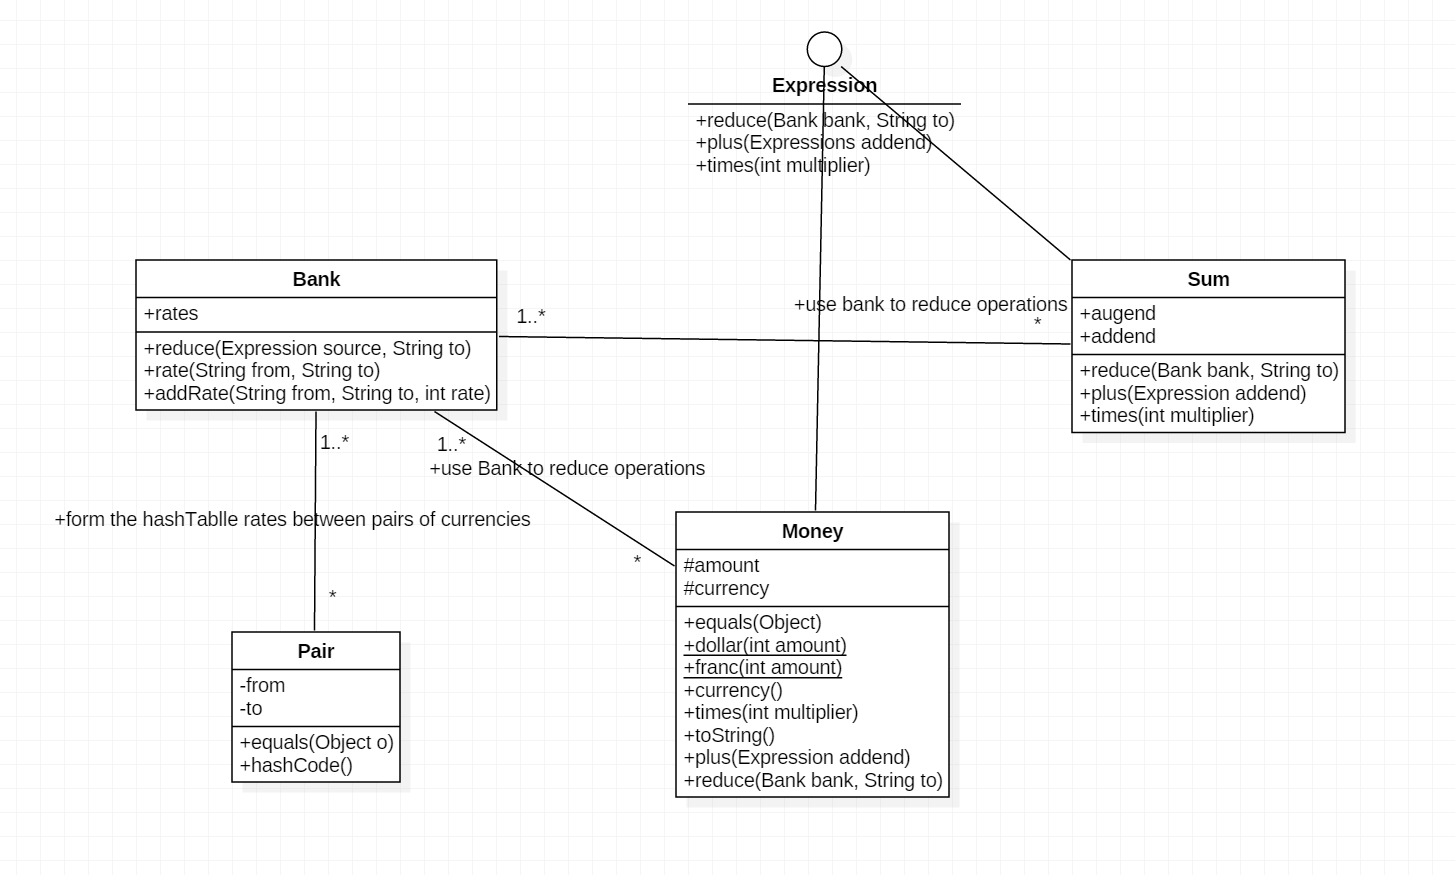 Expression
+reduce(Bank bank, String to)
+plus(Expressions addend)
+times(int multiplier)
Bank
+rates
+reduce(Expression source, String to)
+rate(String from, String to)
+addRate(String from, String to, int rate)
1..*
+use bank to reduce operations
*
Sum
+augend
+addend
+reduce(Bank bank, String to)
+plus(Expression addend)
+times(int multiplier)
1..*
1..*
+use Bank to reduce operations
+form the hashTablle rates between pairs of currencies
*
*
Money
#amount
#currency
+equals(Object)
+dollar(int amount)
+franc(int amount)
+currency()
+times(int multiplier)
+toString()
+plus(Expression addend)
+reduce(Bank bank, String to)
Pair
-from
-to
+equals(Object o)
+hashCode()